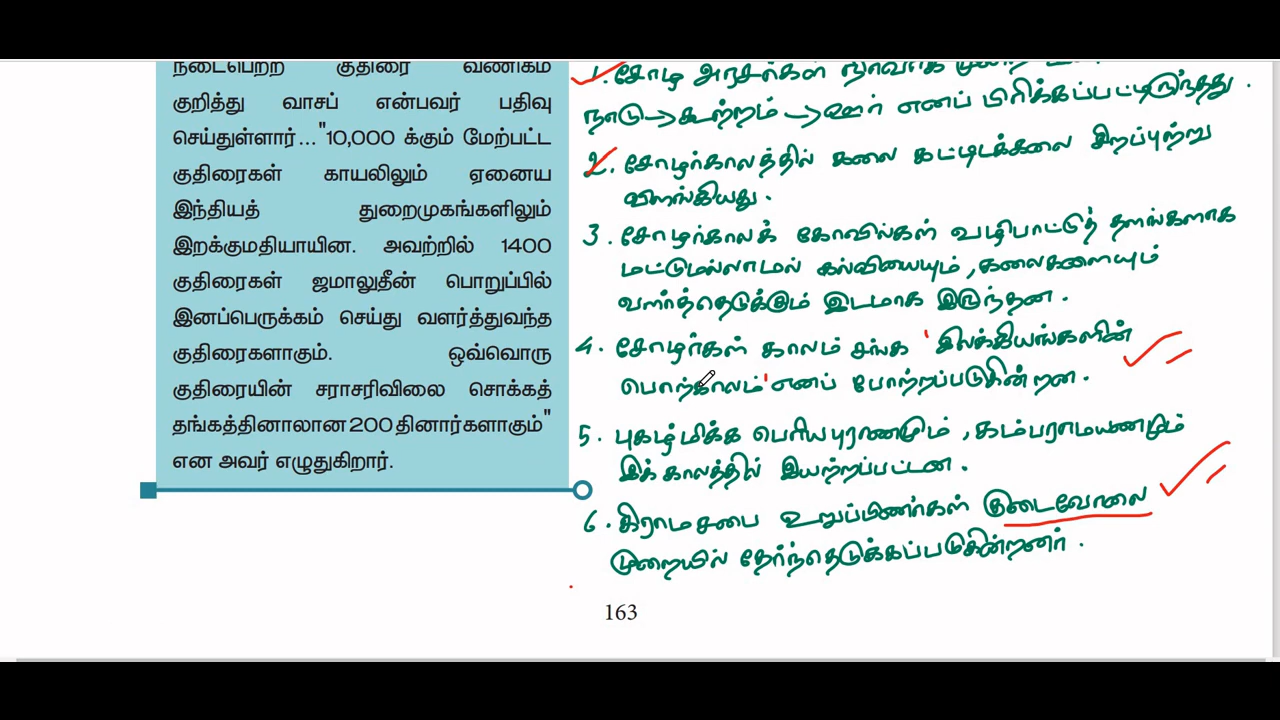 நடைபெற்ற குதிரை வணிகம்
குறித்து வாசப் என்பவர் பதிவு
செய்துள்ளார்... "10,000 க்கும் மேற்பட்ட
குதிரைகள் காயலிலும் ஏனைய
இந்தியத் துறைமுகங்களிலும்
இறக்குமதியாயின. அவற்றில் 1400
குதிரைகள் ஜமாலுதீன் பொறுப்பில்
இனப்பெருக்கம் செய்து வளர்த்துவந்த
குதிரைகளாகும். ஒவ்வொரு
குதிரையின் சராசரிவிலை சொக்கத்
தங்கத்தினாலான 200 தினார்களாகும்"
என அவர் எழுதுகிறார்.
1. சோழ அரசர்கள்
நாடு → கூற்றம் → ஊர் எனப் பிரிக்கப்பட்டிருந்தது.
2. சோழர்காலத்தில் கலை கட்டிடக்கலை சிறப்புற்று
விளங்கியது.
3. சோழர்காலக் கோவில்கள் வழிபாட்டுத் தளங்களாக
மட்டுமல்லாமல் கல்வியையும், கலைகளையும்
வளர்த்தெடுக்கும் இடமாக இருந்தன.
4. சோழர்கள் காலம் சங்க 'இலக்கியங்களின்
பொற்காலம்' எனப் போற்றப்படுகின்றன.
5. புகழ்மிக்க பெரியபுராணமும், கம்பராமயணமும்
இக் காலத்தில் இயற்றப்பட்டன.
6. கிராமசபை உறுப்பினர்கள் குடைவோலை
முறையில் தேர்ந்தெடுக்கப்படுகின்றனர்.
163